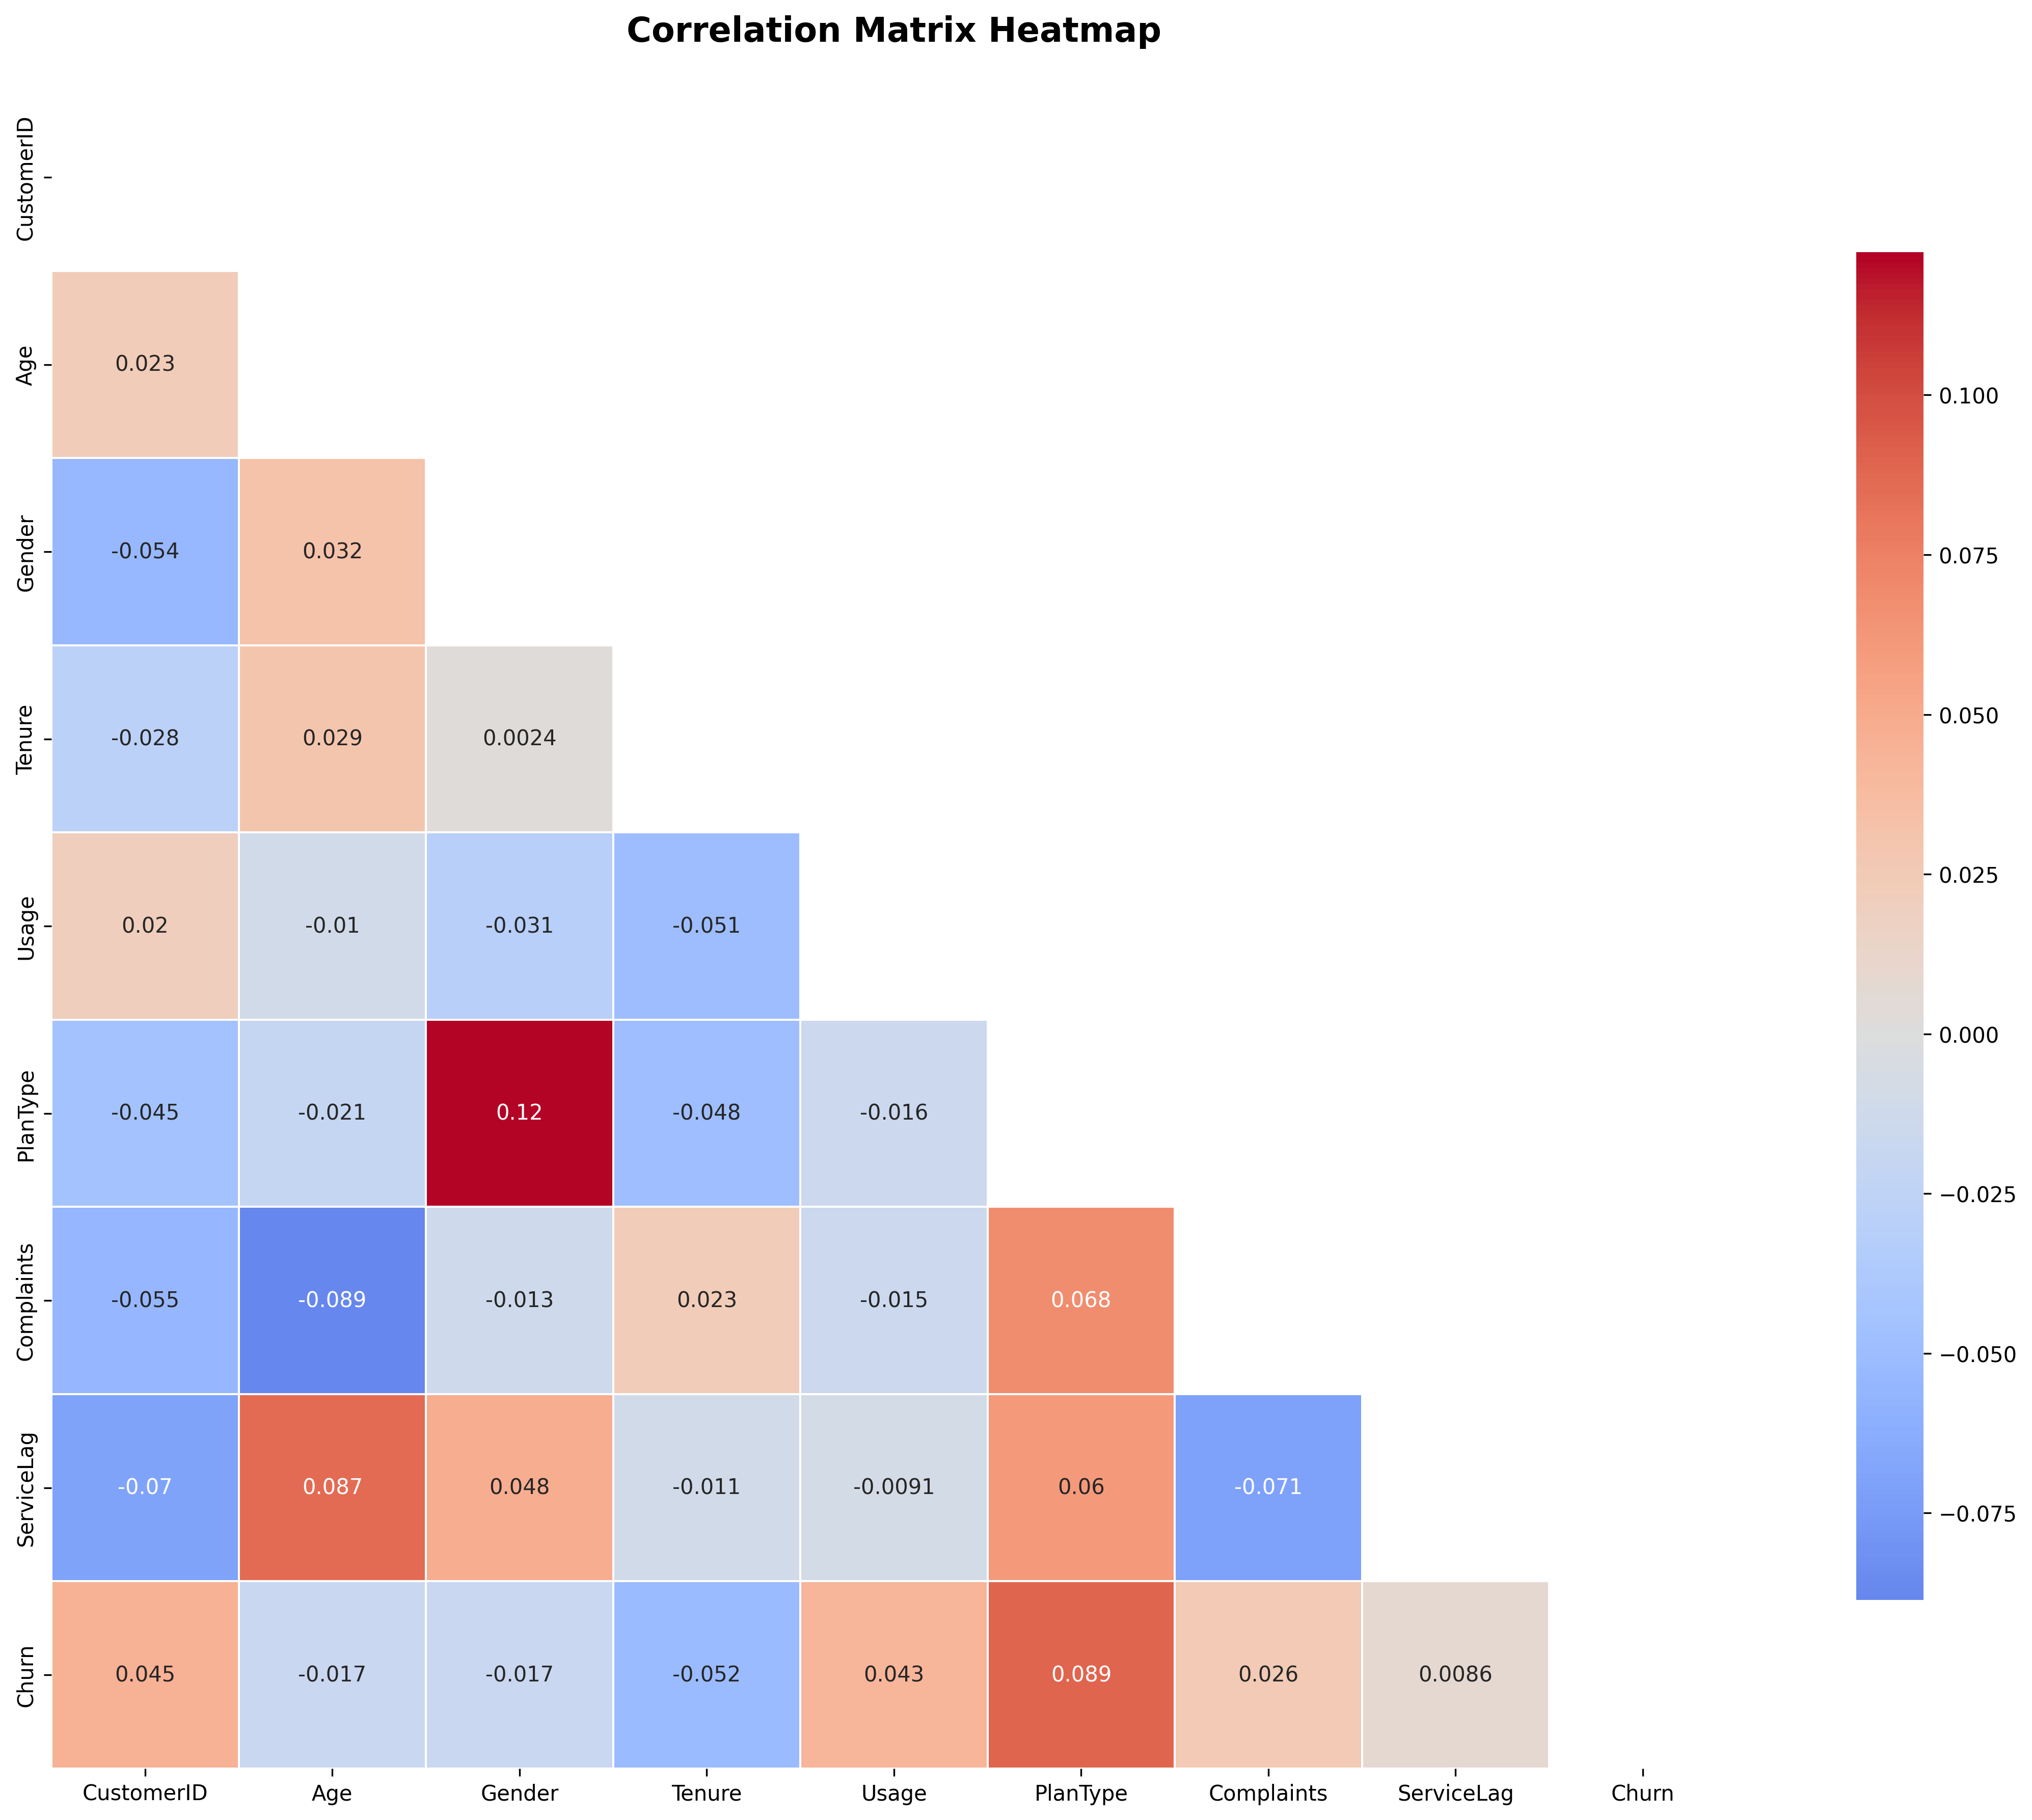 Correlation Matrix Heatmap
CustomerID
Age
0.023
Gender
-0.054 0.032
Tenure
-0.028 0.029 0.0024
Usage
0.02 -0.01 -0.031 -0.051
PlanType
-0.045 -0.021 0.12 -0.048 -0.016
Complaints
-0.055 -0.089 -0.013 0.023 -0.015 0.068
ServiceLag
-0.07 0.087 0.048 -0.011 -0.0091 0.06 -0.071
Churn
0.045 -0.017 -0.017 -0.052 0.043 0.089 0.026 0.0086
CustomerID Age Gender Tenure Usage PlanType Complaints ServiceLag Churn
0.100
0.075
0.050
0.025
0.000
−0.025
−0.050
−0.075